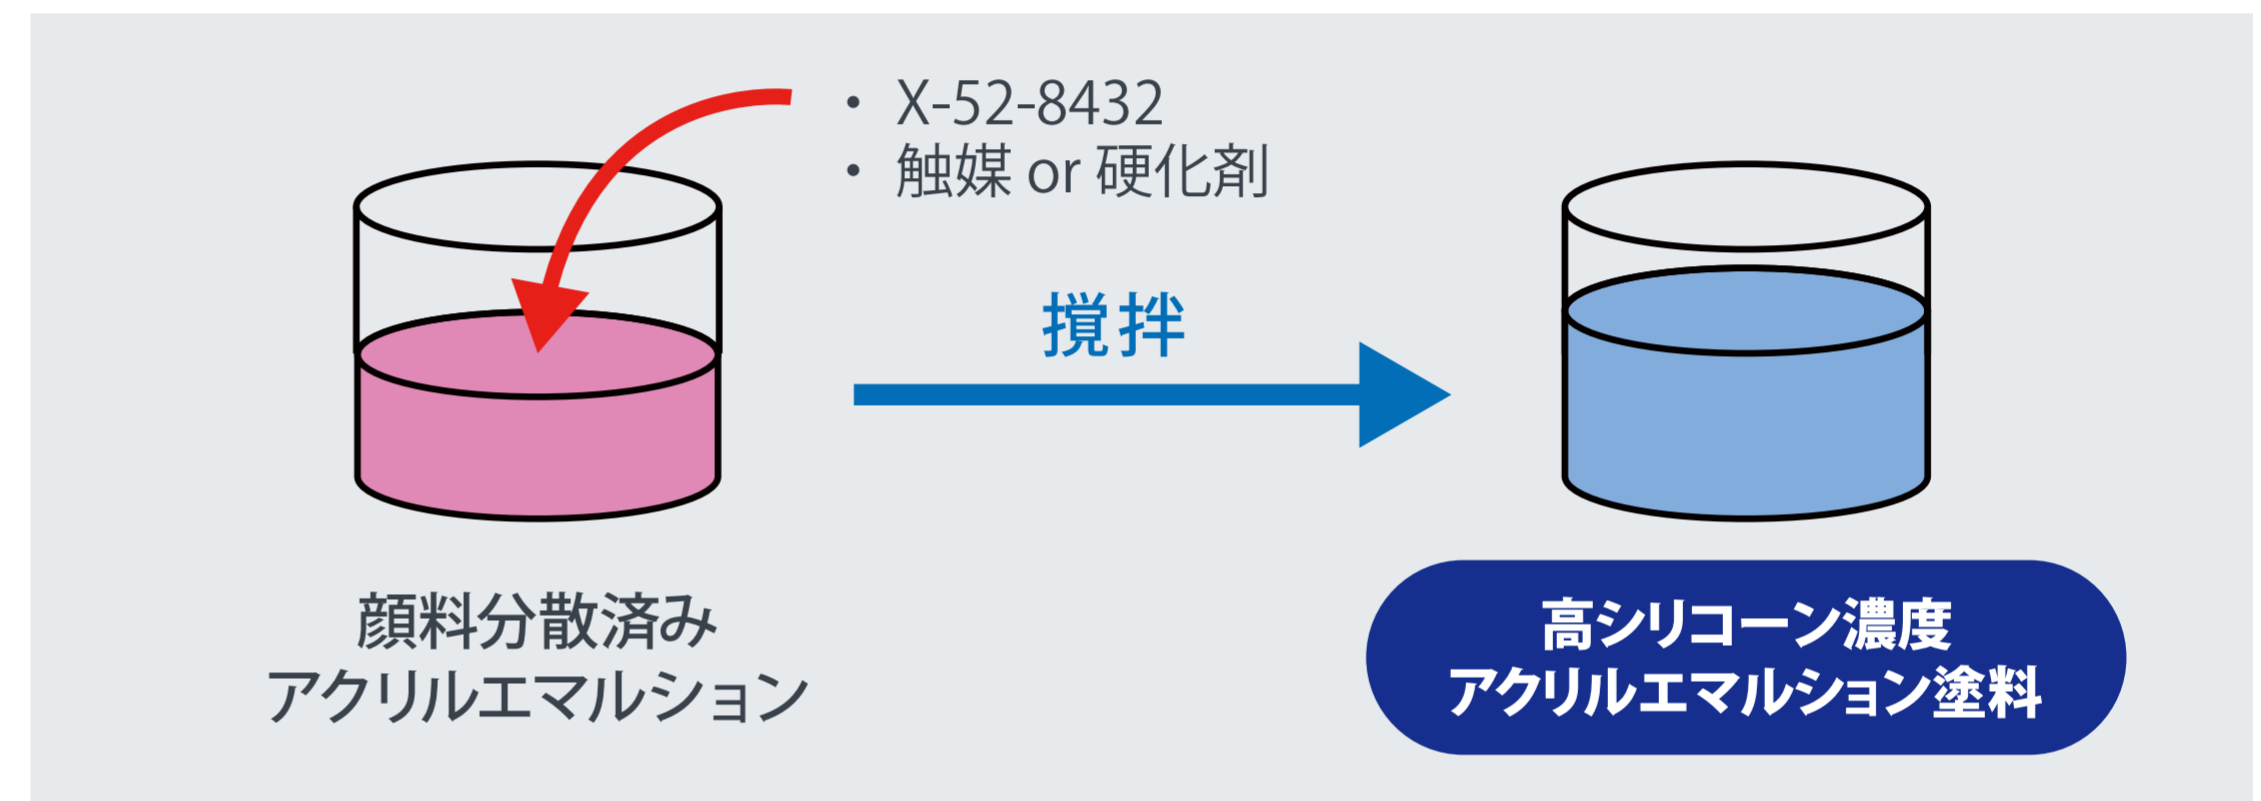 ・ X-52-8432
・ 触媒 or 硬化剤
撹拌
顔料分散済み
アクリルエマルション
高シリコーン濃度
アクリルエマルション塗料